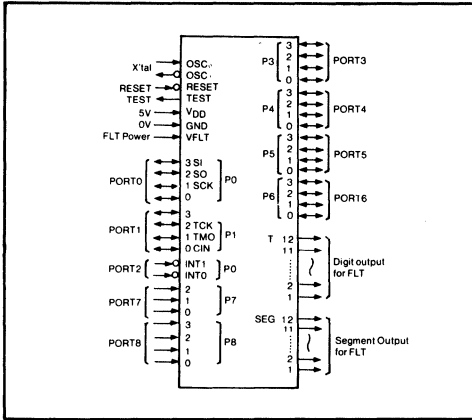 X'tal
OSC₁
OSC₂
RESET RESET
TEST TEST
5V VDD
0V GND
FLT Power VFLT
PORT0
3 SI
2 SO
1 SCK
0
P0
PORT1
3
2 TCK
1 TMO
0 CIN
P1
PORT2
INT1
INT0
P0
PORT7
2
1
0
P7
PORT8
3
2
1
0
P8
P3
3
2
1
0
PORT3
P4
3
2
1
0
PORT4
P5
3
2
1
0
PORT5
P6
3
2
1
0
PORT6
T 12
11
2
1
Digit output
for FLT
SEG 12
11
2
1
Segment Output
for FLT